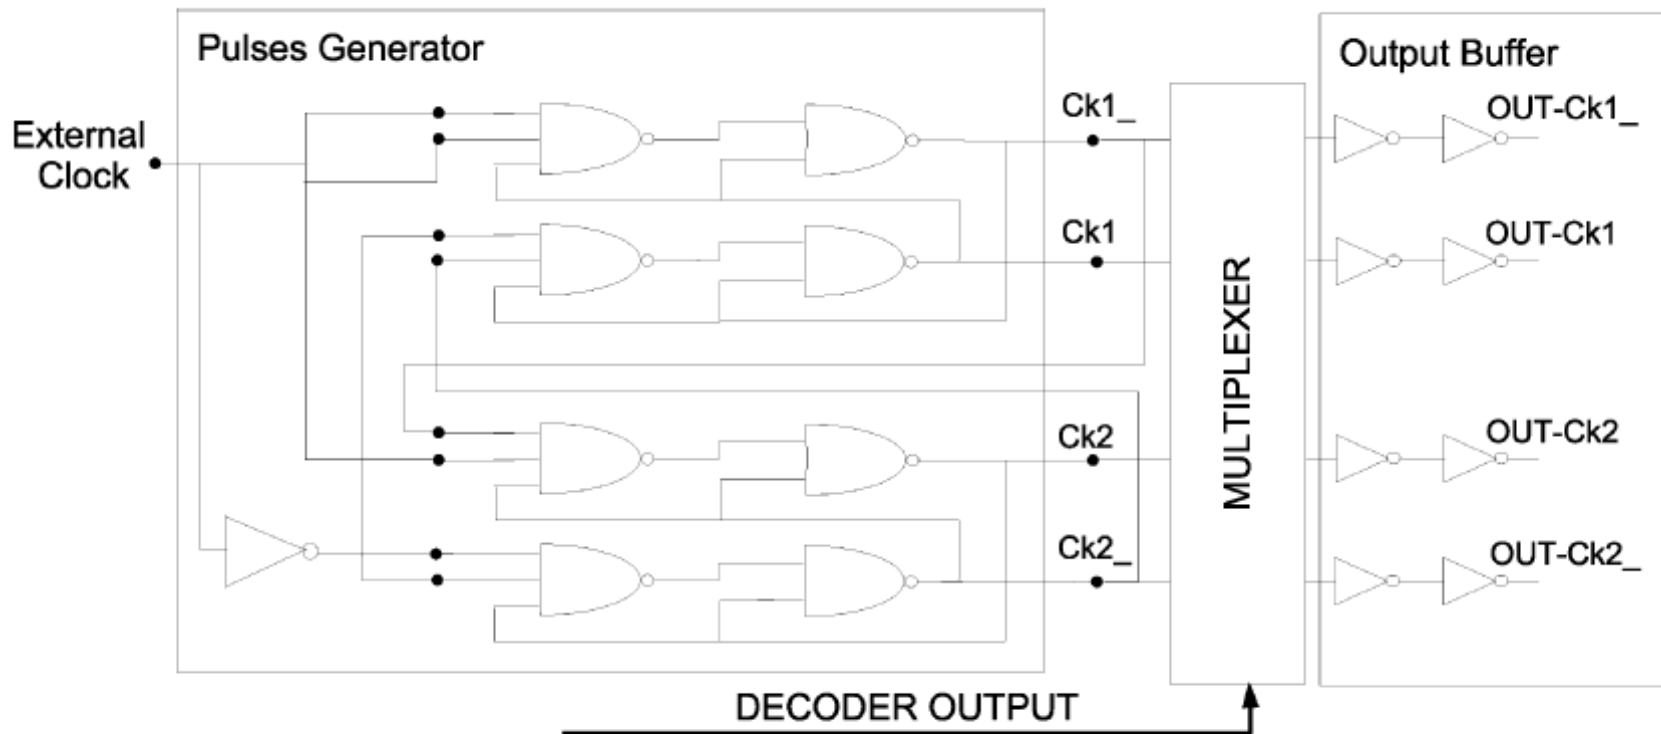 Pulses Generator
Output Buffer
External
Clock
Ck1_
OUT-Ck1_
Ck1
OUT-Ck1
MULTIPLEXER
Ck2
OUT-Ck2
Ck2_
OUT-Ck2_
DECODER OUTPUT